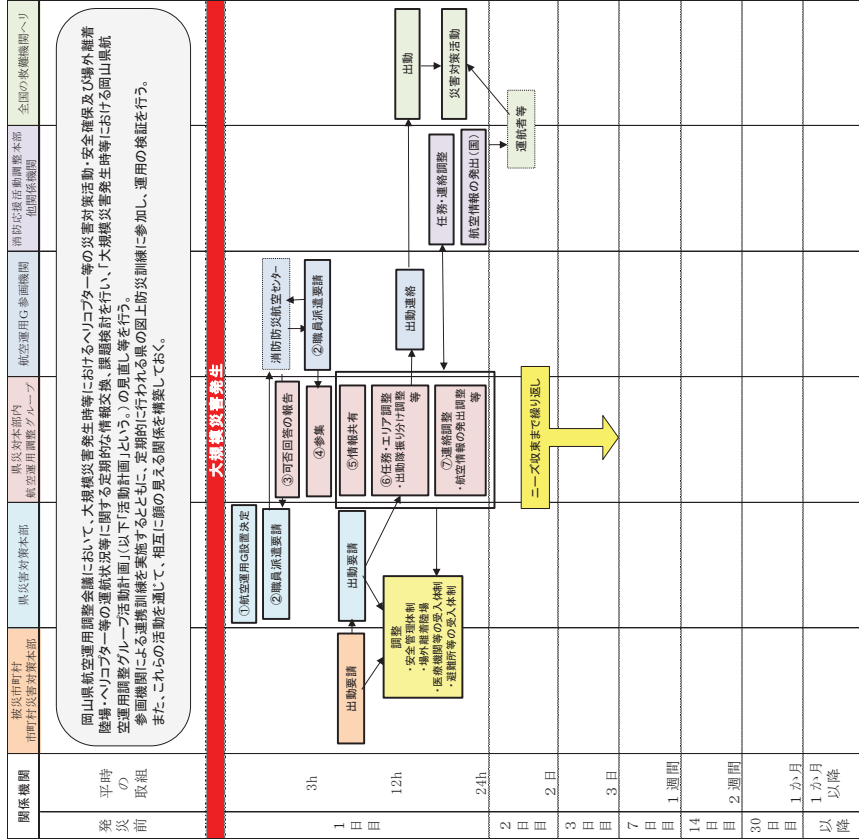 関係機関
被災市町村
市町村災害対策本部
県災害対策本部
県災対本部内
航空運用調整グループ
航空運用G参画機関
消防応援活動調整本部
他関係機関
全国の救難機関ヘリ
発災前
平時
の
取組
岡山県航空運用調整会議において、大規模災害発生時等におけるヘリコプター等の災害対策活動・安全確保及び場外離着
陸場・ヘリコプター等の運航状況等に関する定期的な情報交換、課題検討を行い、「大規模災害発生時等における岡山県航
空運用調整グループ活動計画」(以下「活動計画」という。)の見直し等を行う。
参画機関による連携訓練を実施するとともに、定期的に行われる県の図上防災訓練に参加し、運用の検証を行う。
また、これらの活動を通じて、相互に顔の見える関係を構築しておく。
大規模災害発生
1日目
3h
12h
24h
①航空運用G設置決定
②職員派遣要請
消防防災航空センター
③可否回答の報告
②職員派遣要請
④参集
出動要請
出動要請
⑤情報共有
⑥任務・エリア調整
・出動隊振り分け調整
等
出動連絡
出動
調整
・安全管理体制
・場外離着陸場
・医療機関等の受入体制
・避難所等の受入体制
⑦連絡調整
・航空情報の発出調整
等
任務・連絡調整
航空情報の発出(国)
災害対策活動
運航者等
2日目
2日
ニーズ収束まで繰り返し
3日目
3日
7日目
1週間
14日目
2週間
30日目
1か月
以降
1か月
以降